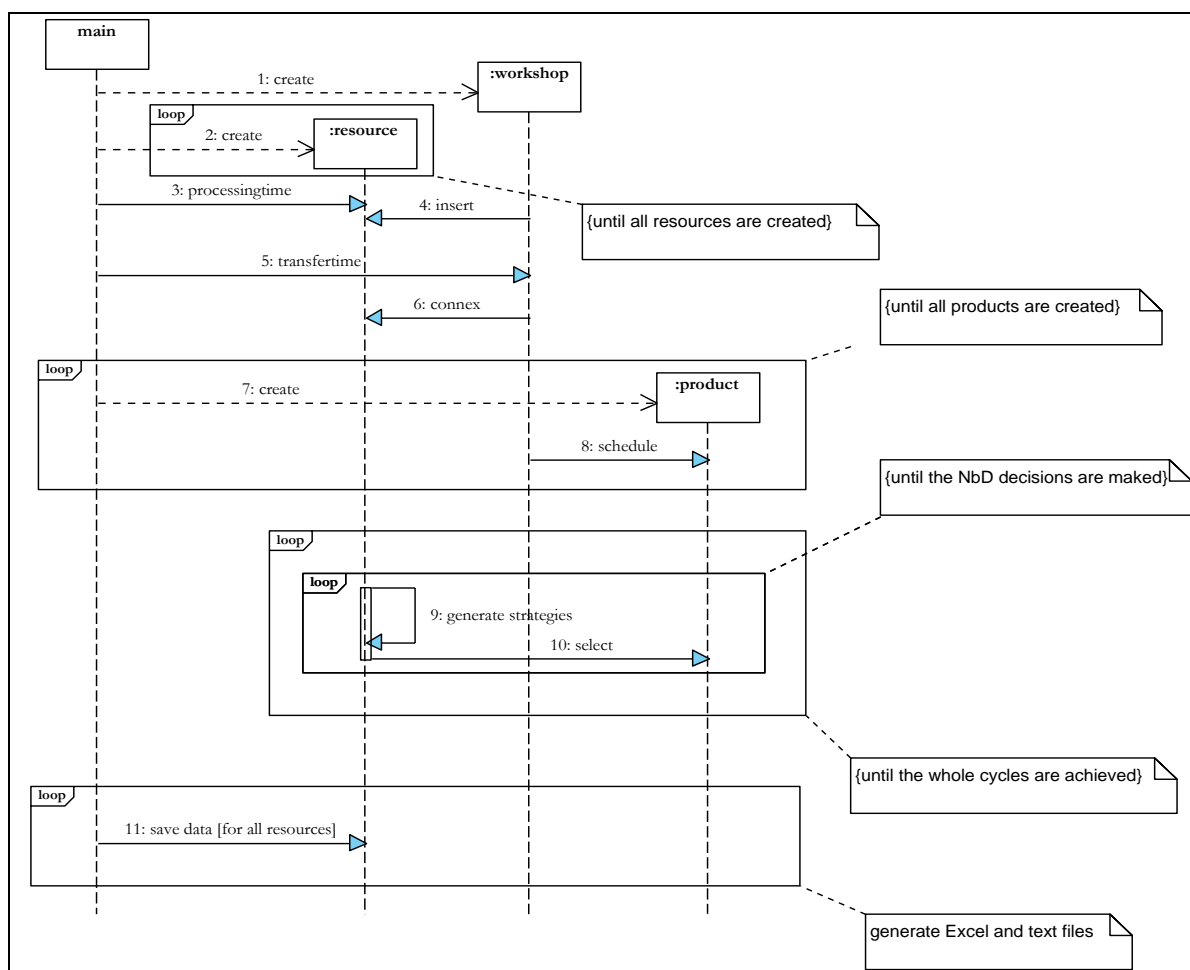 main
:workshop
1: create
loop
:resource
2: create
3: processingtime
4: insert
{until all resources are created}
5: transfertime
6: connex
{until all products are created}
loop
7: create
:product
8: schedule
{until the NbD decisions are maked}
loop
loop
9: generate strategies
10: select
{until the whole cycles are achieved}
loop
11: save data [for all resources]
generate Excel and text files